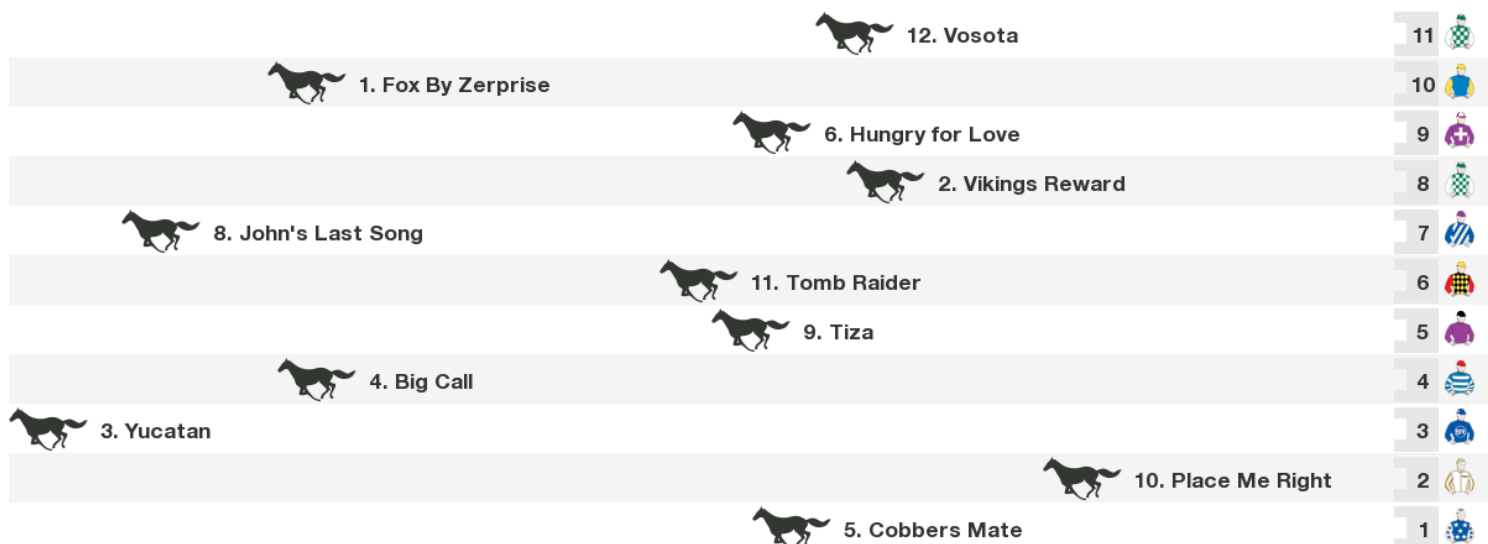 12. Vosota 11
1. Fox By Zerprise 10
6. Hungry for Love 9
2. Vikings Reward 8
8. John's Last Song 7
11. Tomb Raider 6
9. Tiza 5
4. Big Call 4
3. Yucatan 3
10. Place Me Right 2
5. Cobbers Mate 1